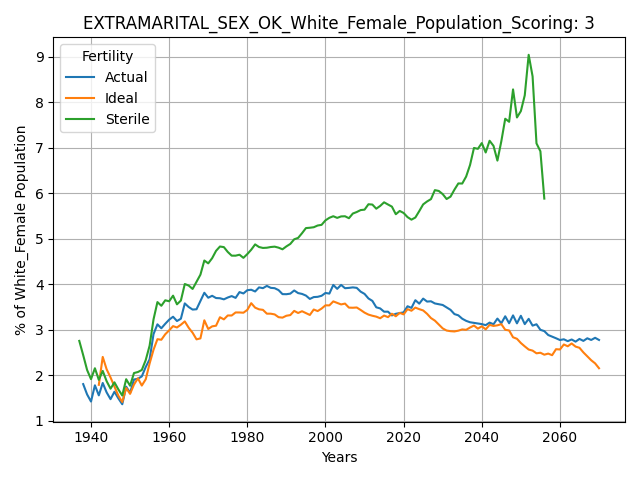 EXTRAMARITAL_SEX_OK_White_Female_Population_Scoring: 3
% of White_Female Population
9
8
7
6
5
4
3
2
1
Fertility
Actual
Ideal
Sterile
1940 1960 1980 2000 2020 2040 2060
Years